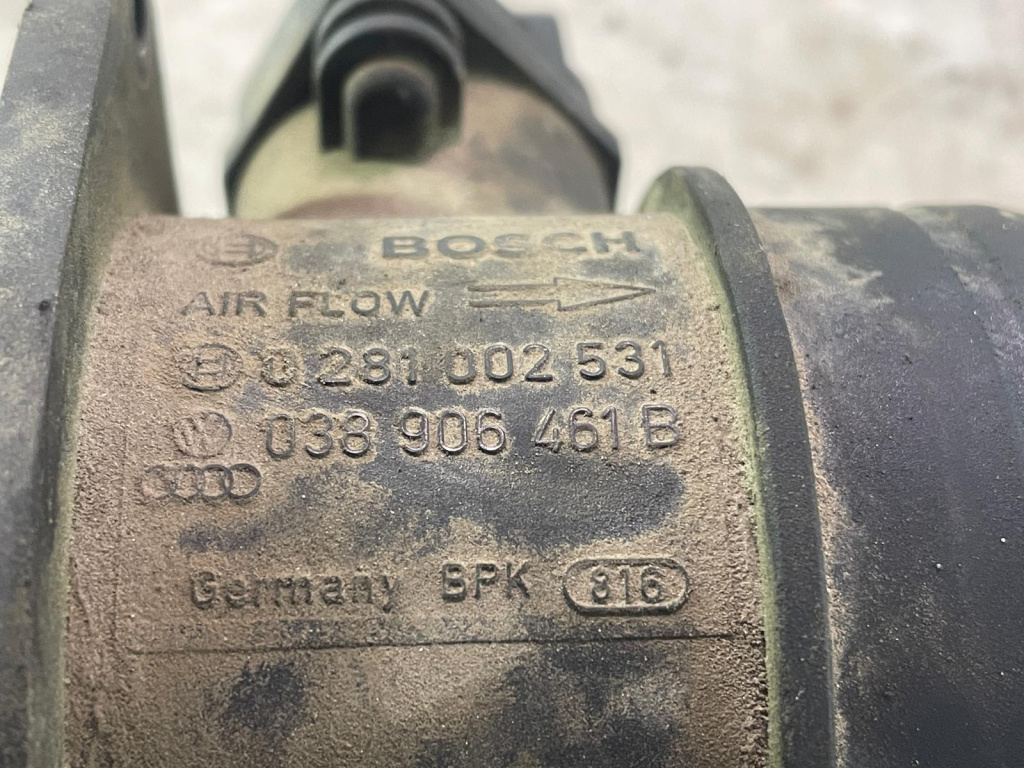 BOSCH
AIR FLOW
0 281 002 531
038 906 461 B
Germany BPK 816